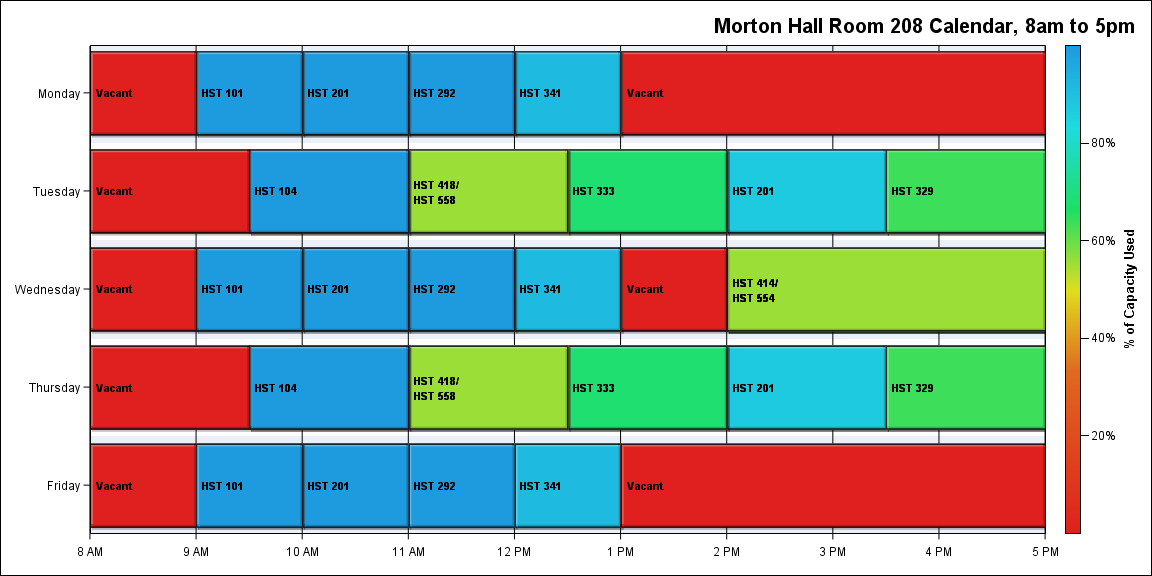 Morton Hall Room 208 Calendar, 8am to 5pm
Monday
Vacant
HST 101
HST 201
HST 292
HST 341
Vacant
Tuesday
Vacant
HST 104
HST 418/
HST 558
HST 333
HST 201
HST 329
Wednesday
Vacant
HST 101
HST 201
HST 292
HST 341
Vacant
HST 414/
HST 554
Thursday
Vacant
HST 104
HST 418/
HST 558
HST 333
HST 201
HST 329
Friday
Vacant
HST 101
HST 201
HST 292
HST 341
Vacant
8 AM
9 AM
10 AM
11 AM
12 PM
1 PM
2 PM
3 PM
4 PM
5 PM
80%
60%
40%
20%
% of Capacity Used